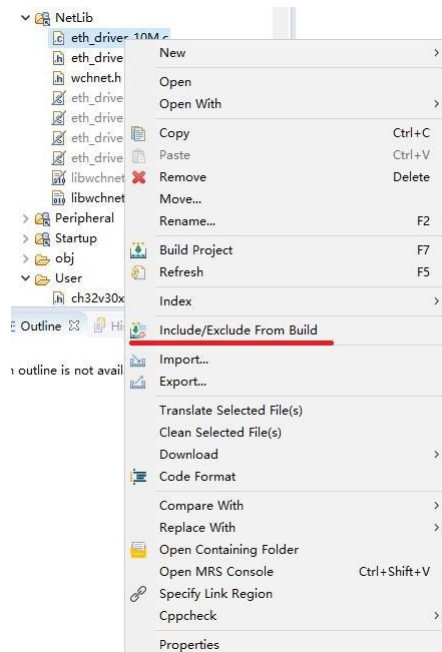 NetLib
eth_driver_10M.c
eth_drive
wchnet.h
eth_drive
eth_drive
eth_drive
eth_drive
libwchnet
libwchnet
Peripheral
Startup
obj
User
ch32v30x
Outline
Hi
outline is not avail
New
Open
Open With
Copy Ctrl+C
Paste Ctrl+V
Remove Delete
Move...
Rename... F2
Build Project F7
Refresh F5
Index
Include/Exclude From Build
Import...
Export...
Translate Selected File(s)
Clean Selected File(s)
Download
Code Format
Compare With
Replace With
Open Containing Folder
Open MRS Console Ctrl+Shift+V
Specify Link Region
Cppcheck
Properties